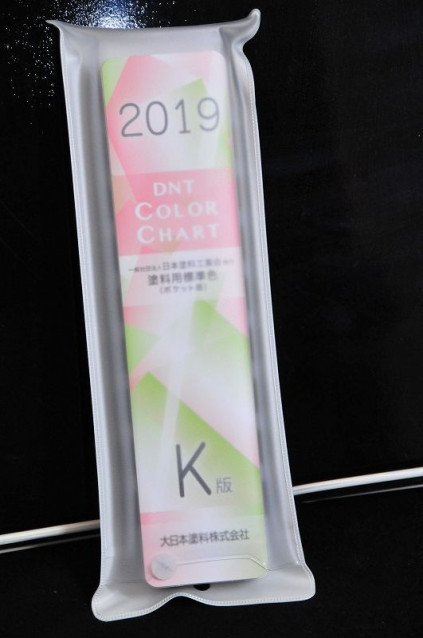 2019
DNT
COLOR
CHART
一般社団法人日本塗料工業会
塗料用標準色
(ポケット版)
K版
大日本塗料株式会社